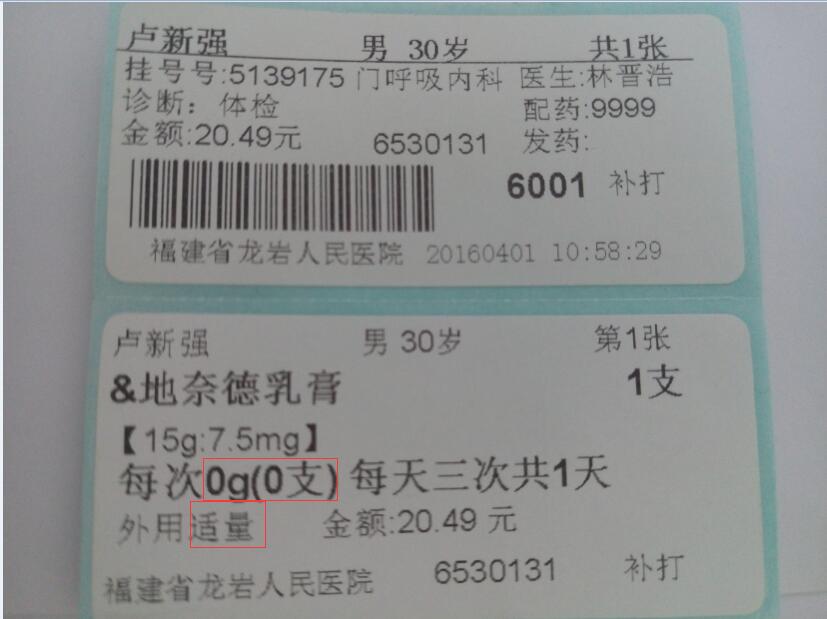 卢新强 男 30岁 共1张
挂号号:5139175 门呼吸内科 医生:林晋浩
诊断: 体检 配药:9999
金额:20.49元 6530131 发药:
6001 补打
福建省龙岩人民医院 20160401 10:58:29
卢新强 男 30岁 第1张
&地奈德乳膏 1支
【15g:7.5mg】
每次0g(0支) 每天三次共1天
外用适量 金额:20.49 元
福建省龙岩人民医院 6530131 补打